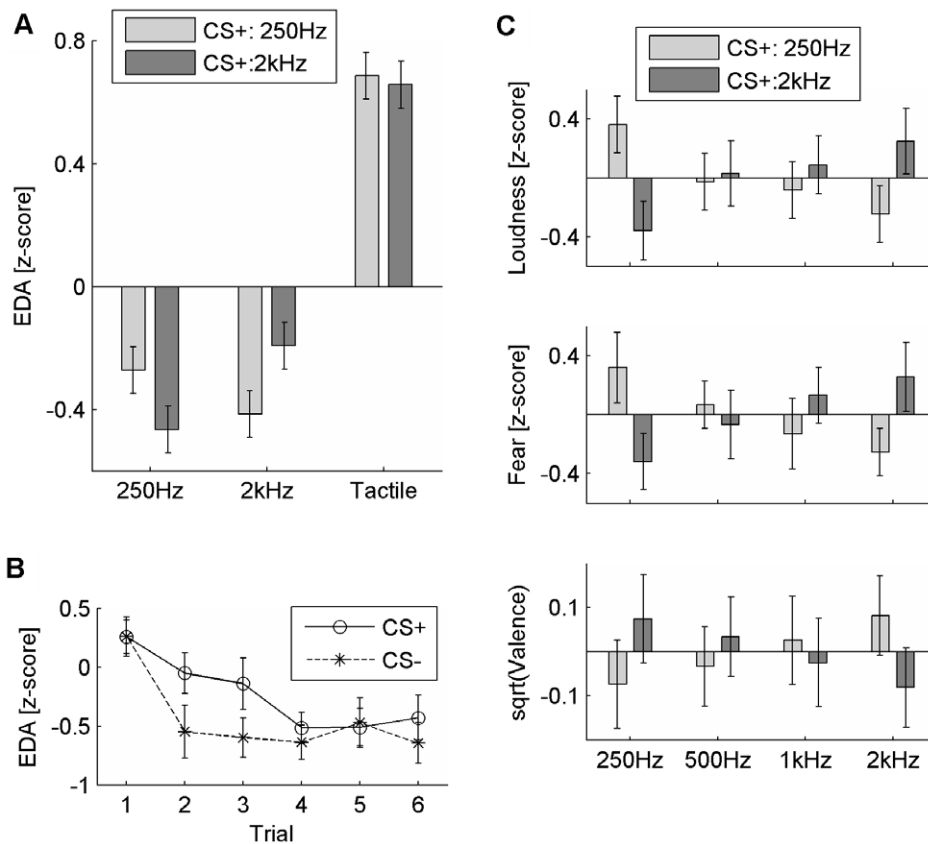 A
CS+: 250Hz
CS+:2kHz
EDA [z-score]
0.8
0.4
0
-0.4
250Hz 2kHz Tactile
B
CS+
CS-
EDA [z-score]
0.5
0
-0.5
-1
1 2 3 4 5 6
Trial
C
CS+: 250Hz
CS+:2kHz
Loudness [z-score]
0.4
-0.4
Fear [z-score]
0.4
-0.4
sqrt(Valence)
0.1
-0.1
250Hz 500Hz 1kHz 2kHz